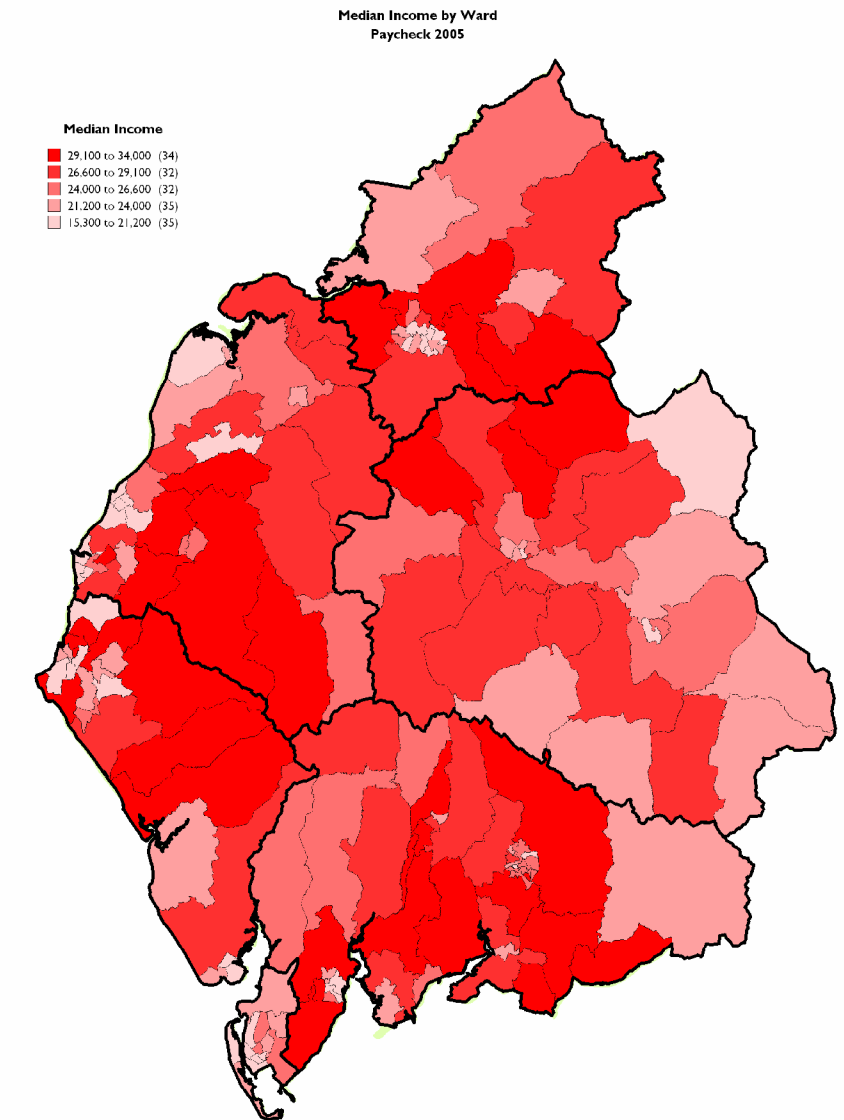 Median Income by Ward
Paycheck 2005
Median Income
29,100 to 34,000 (34)
26,600 to 29,100 (32)
24,000 to 26,600 (32)
21,200 to 24,000 (35)
15,300 to 21,200 (35)